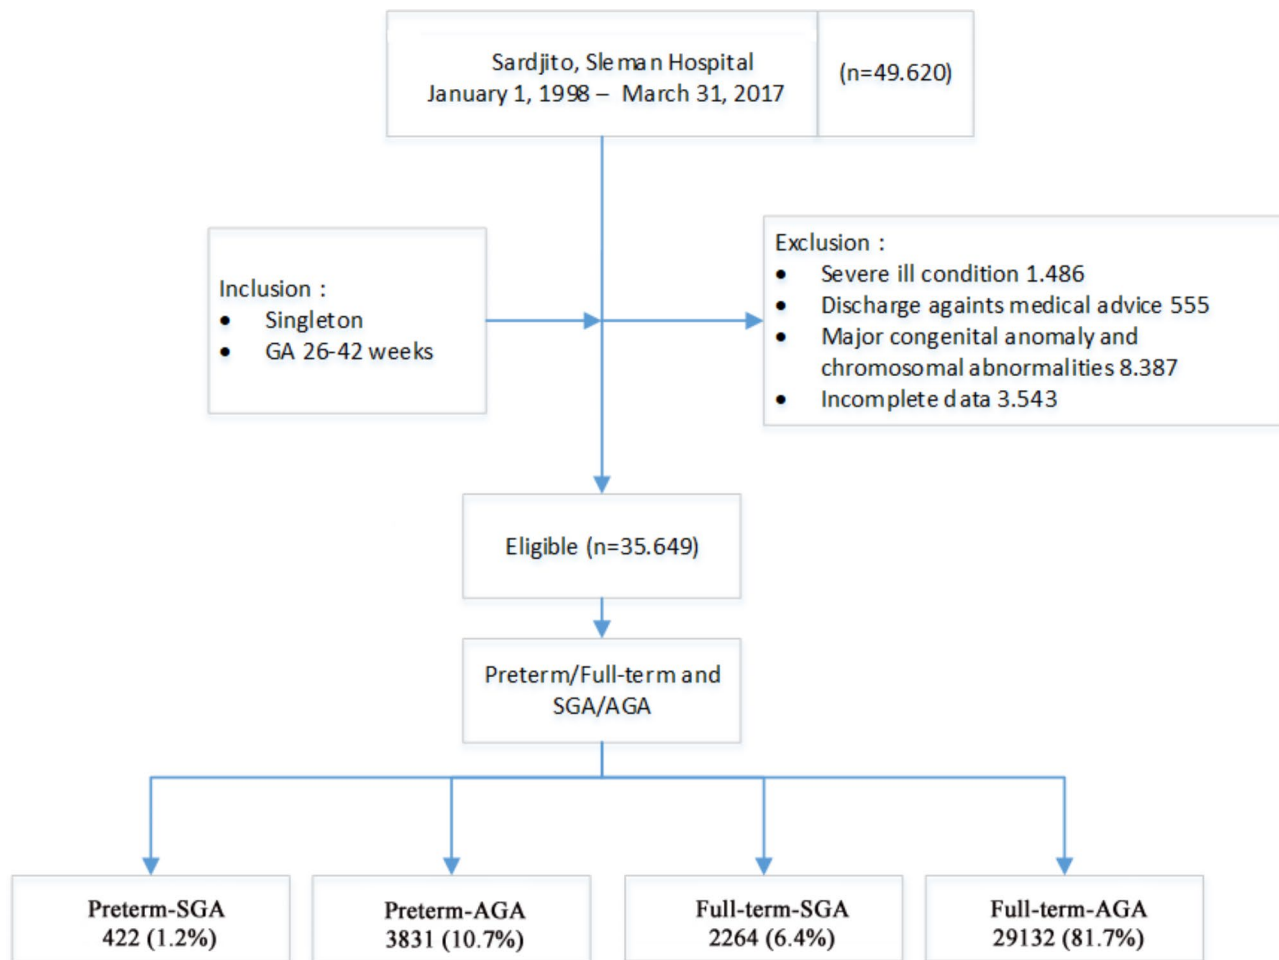 Sardjito, Sleman Hospital
January 1, 1998 – March 31, 2017
(n=49.620)
Inclusion :
• Singleton
• GA 26-42 weeks
Exclusion :
• Severe ill condition 1.486
• Discharge againts medical advice 555
• Major congenital anomaly and
chromosomal abnormalities 8.387
• Incomplete data 3.543
Eligible (n=35.649)
Preterm/Full-term and
SGA/AGA
Preterm-SGA
422 (1.2%)
Preterm-AGA
3831 (10.7%)
Full-term-SGA
2264 (6.4%)
Full-term-AGA
29132 (81.7%)